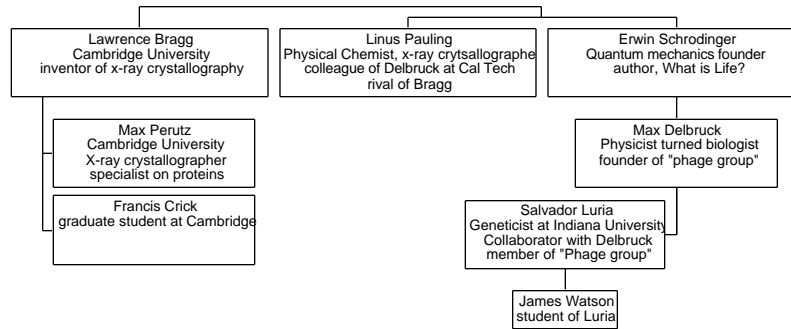 Lawrence Bragg
Cambridge University
inventor of x-ray crystallography
Linus Pauling
Physical Chemist, x-ray crytsallographe
colleague of Delbruck at Cal Tech
rival of Bragg
Erwin Schrodinger
Quantum mechanics founder
author, What is Life?
Max Perutz
Cambridge University
X-ray crystallographer
specialist on proteins
Max Delbruck
Physicist turned biologist
founder of "phage group"
Francis Crick
graduate student at Cambridge
Salvador Luria
Geneticist at Indiana University
Collaborator with Delbruck
member of "Phage group"
James Watson
student of Luria